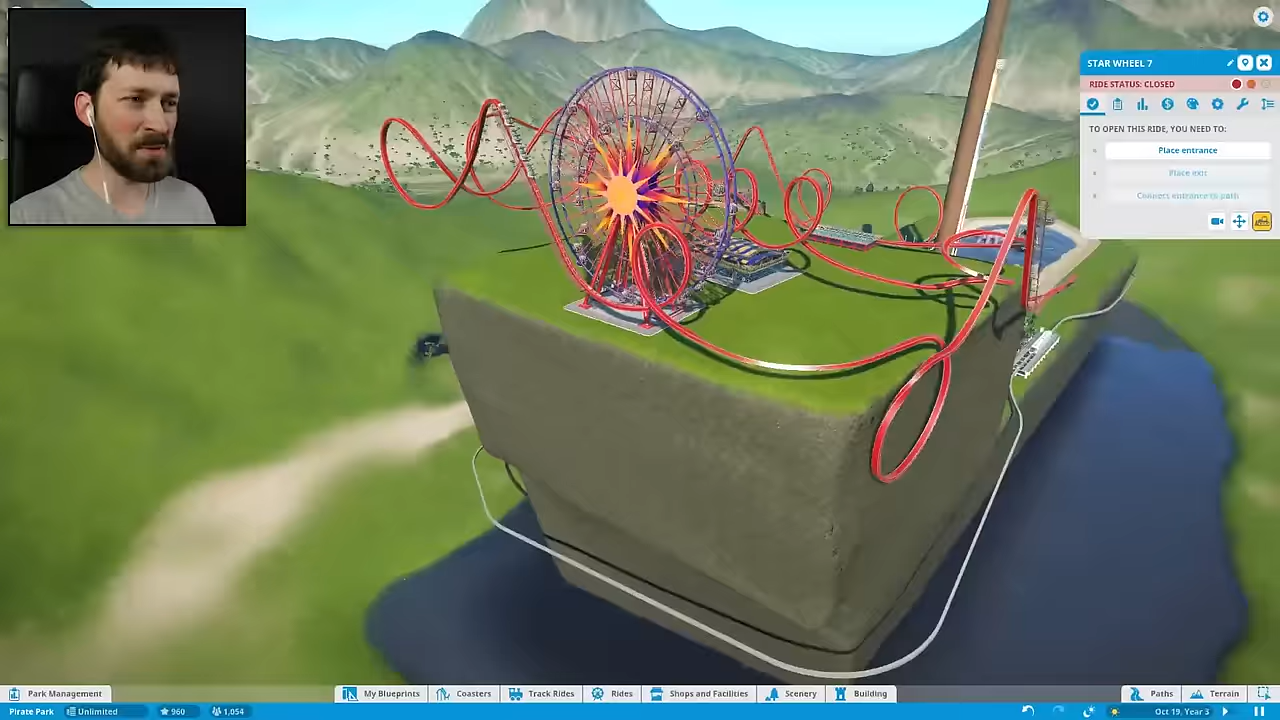 STAR WHEEL 7
RIDE STATUS: CLOSED
TO OPEN THIS RIDE, YOU NEED TO:
Place entrance
Place exit
Connect entrance to path
Park Management
My Blueprints
Coasters
Track Rides
Rides
Shops and Facilities
Scenery
Building
Paths
Terrain
Pirate Park
Unlimited
960
1,054
Oct 19, Year 3